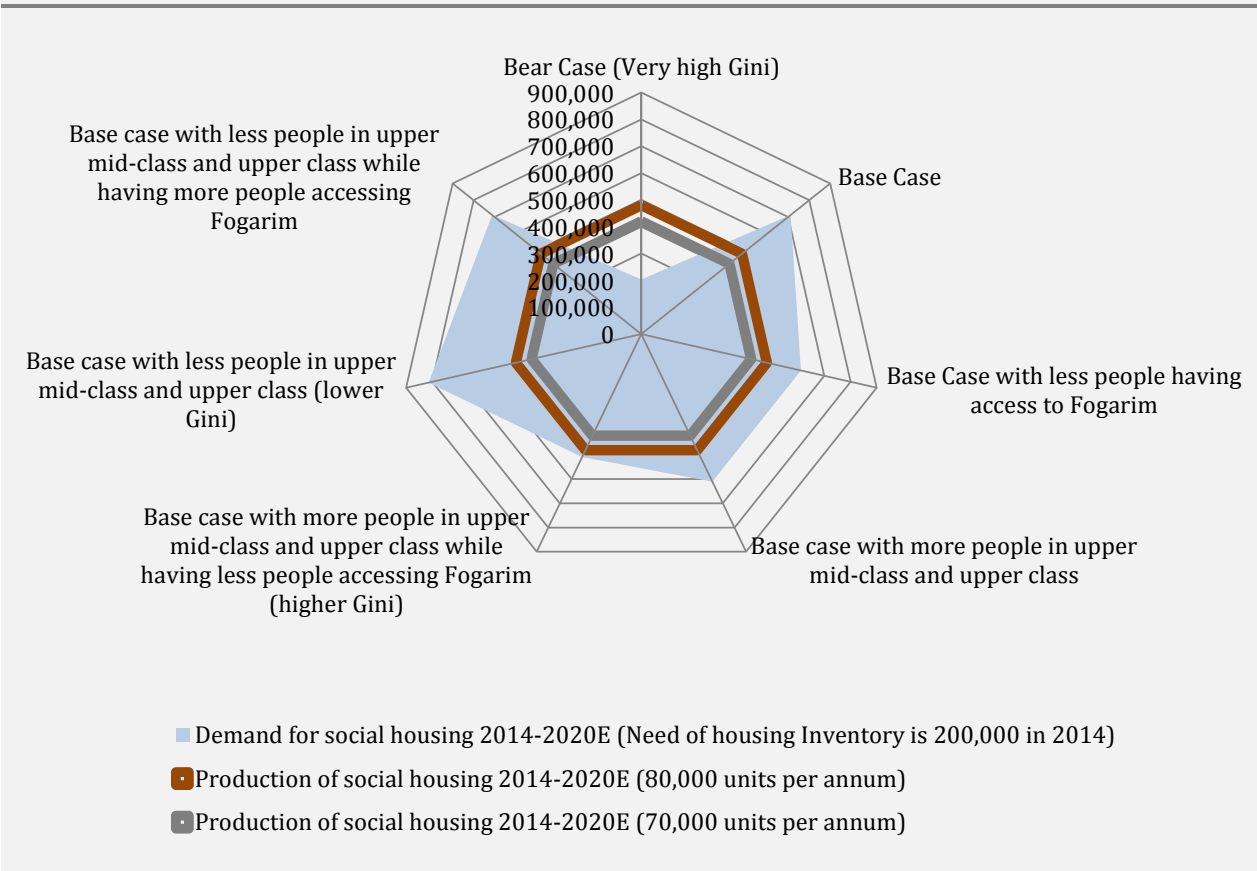 Bear Case (Very high Gini)
900,000
800,000
700,000
600,000
500,000
400,000
300,000
200,000
100,000
0
Base Case
Base Case with less people having
access to Fogarim
Base case with more people in upper
mid-class and upper class
Base case with more people in upper
mid-class and upper class while
having less people accessing Fogarim
(higher Gini)
Base case with less people in upper
mid-class and upper class (lower
Gini)
Base case with less people in upper
mid-class and upper class while
having more people accessing
Fogarim
Demand for social housing 2014-2020E (Need of housing Inventory is 200,000 in 2014)
Production of social housing 2014-2020E (80,000 units per annum)
Production of social housing 2014-2020E (70,000 units per annum)